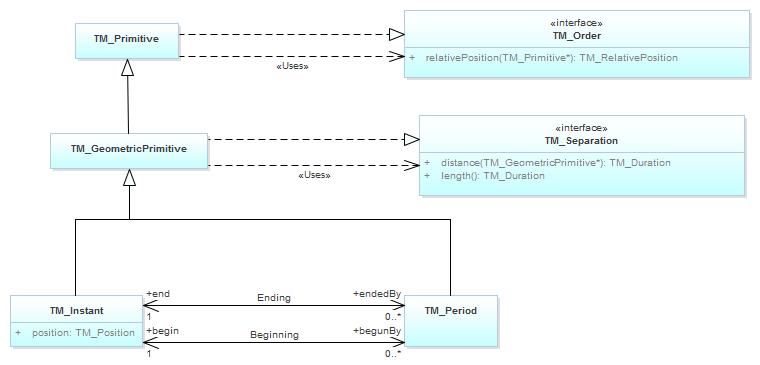 TM_Primitive
«interface»
TM_Order
+ relativePosition(TM_Primitive*): TM_RelativePosition
«Uses»
TM_GeometricPrimitive
«interface»
TM_Separation
+ distance(TM_GeometricPrimitive*): TM_Duration
+ length(): TM_Duration
«Uses»
TM_Instant
+ position: TM_Position
+end
Ending
+endedBy
1
0..*
+begin
Beginning
+begunBy
1
0..*
TM_Period